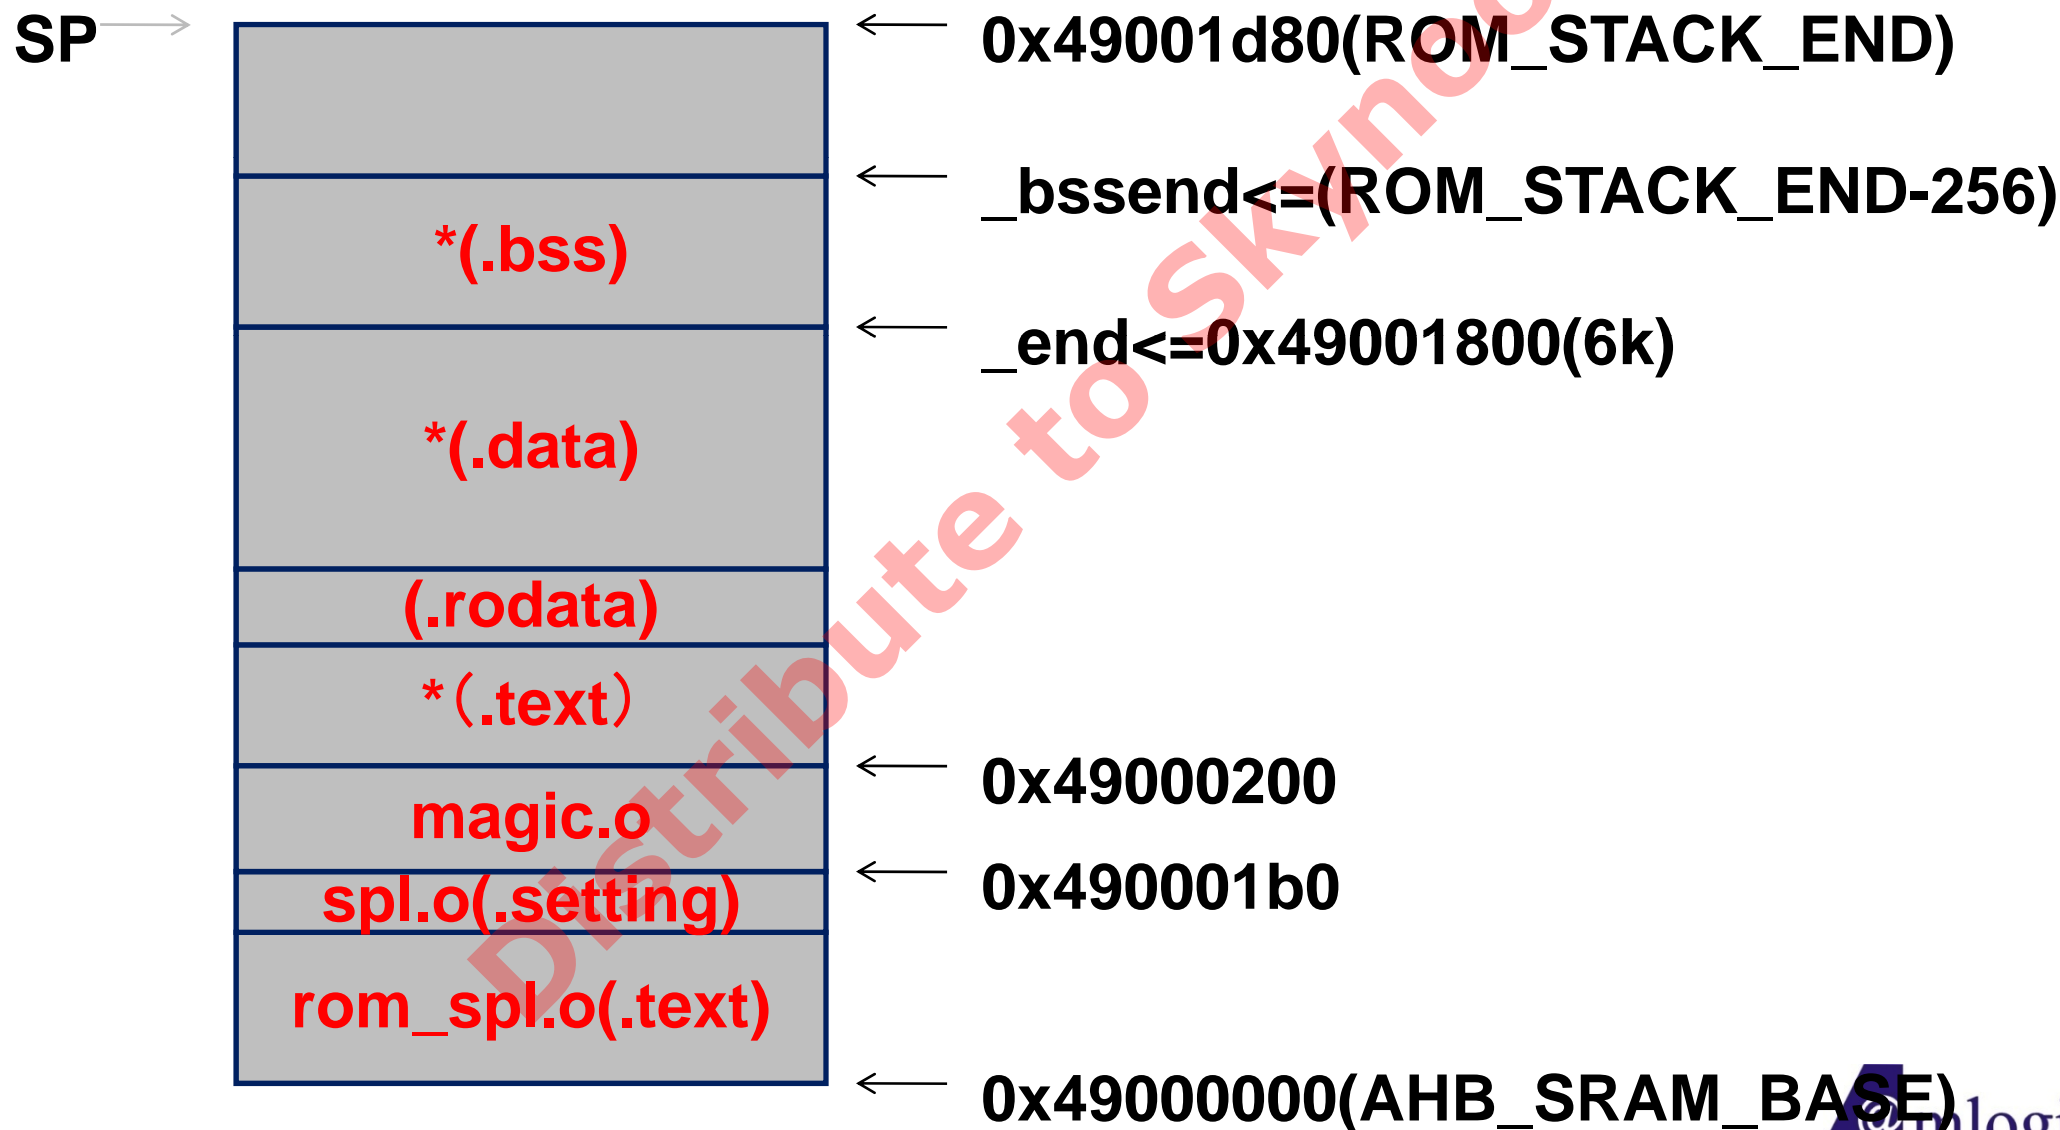 SP
0x49001d80(ROM_STACK_END)
_bssend<=(ROM_STACK_END-256)
*(.bss)
_end<=0x49001800(6k)
*(.data)
(.rodata)
*（.text）
0x49000200
magic.o
0x490001b0
spl.o(.setting)
rom_spl.o(.text)
0x49000000(AHB_SRAM_BASE)
Distribute to